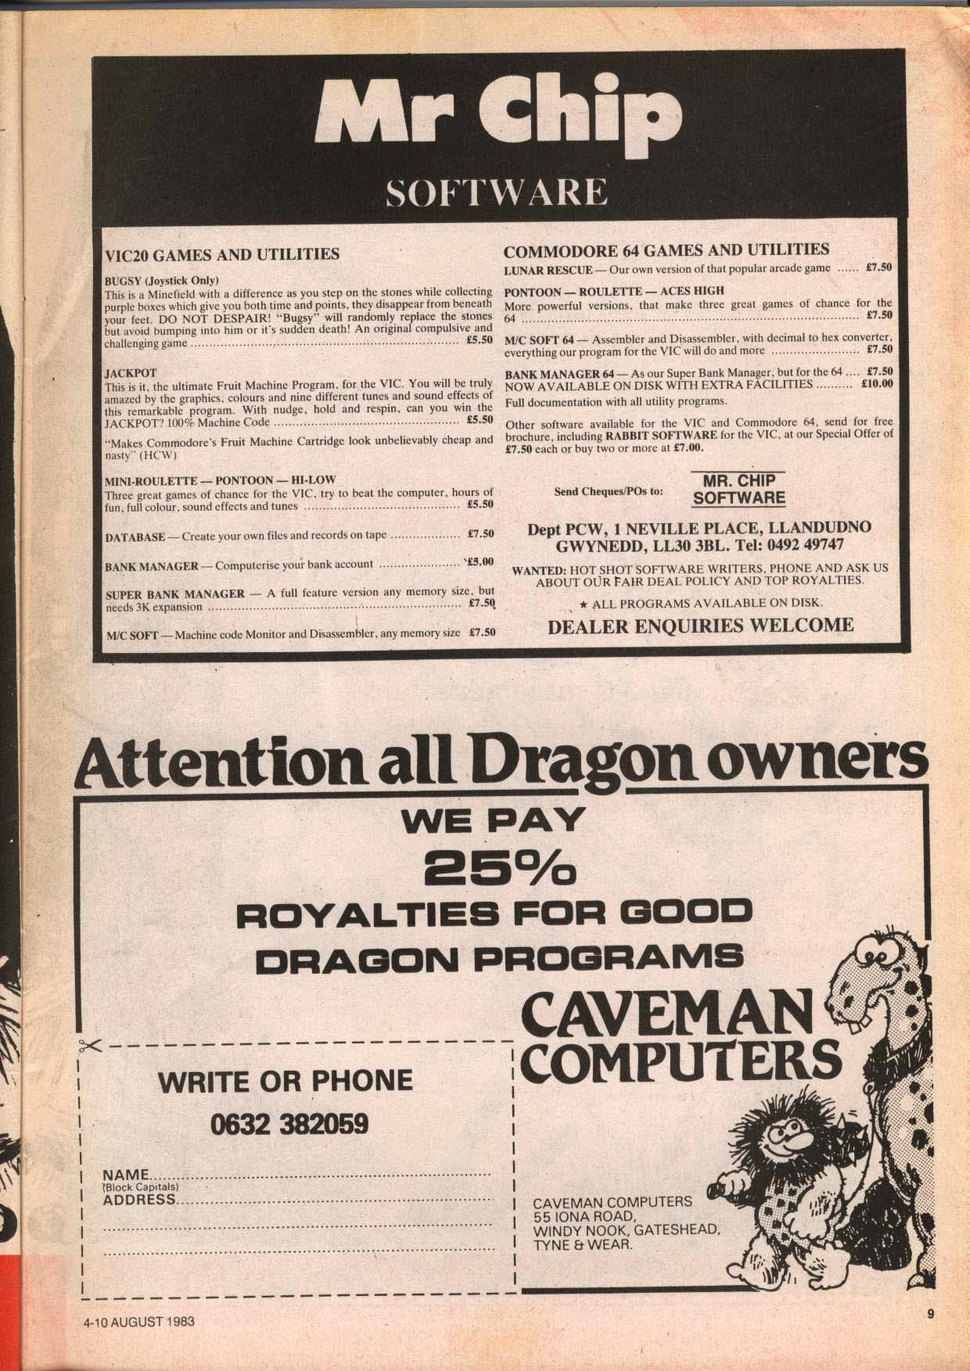 Mr Chip
SOFTWARE
VIC20 GAMES AND UTILITIES
BUGSY (Joystick Only)
This is a Minefield with a difference as you step on the stones while collecting
purple boxes which give you both time and points, they disappear from beneath
your feet. DO NOT DESPAIR! “Bugsy” will randomly replace the stones
but avoid bumping into him or it's sudden death! An original compulsive and
challenging game ........ £5.50
JACKPOT
This is it, the ultimate Fruit Machine Program, for the VIC. You will be truly
amazed by the graphics, colours and nine different tunes and sound effects of
this remarkable program. With nudge, hold and respin, can you win the
JACKPOT? 100% Machine Code ........ £5.50
“Makes Commodore's Fruit Machine Cartridge look unbelievably cheap and
nasty” (HCW)
MINI-ROULETTE — PONTOON — HI-LOW
Three great games of chance for the VIC, try to beat the computer, hours of
fun, full colour, sound effects and tunes ........ £5.50
DATABASE — Create your own files and records on tape ........ £7.50
BANK MANAGER — Computerise your bank account ........ £5.00
SUPER BANK MANAGER — A full feature version any memory size, but
needs 3K expansion ........ £7.50
M/C SOFT — Machine code Monitor and Disassembler, any memory size £7.50
COMMODORE 64 GAMES AND UTILITIES
LUNAR RESCUE — Our own version of that popular arcade game ...... £7.50
PONTOON — ROULETTE — ACES HIGH
More powerful versions, that make three great games of chance for the
64 ........ £7.50
M/C SOFT 64 — Assembler and Disassembler, with decimal to hex converter,
everything our program for the VIC will do and more ........ £7.50
BANK MANAGER 64 — As our Super Bank Manager, but for the 64 .... £7.50
NOW AVAILABLE ON DISK WITH EXTRA FACILITIES ........ £10.00
Full documentation with all utility programs.
Other software available for the VIC and Commodore 64, send for free
brochure, including RABBIT SOFTWARE for the VIC, at our Special Offer of
£7.50 each or buy two or more at £7.00.
Send Cheques/POs to: MR. CHIP
SOFTWARE
Dept PCW, 1 NEVILLE PLACE, LLANDUDNO
GWYNEDD, LL30 3BL. Tel: 0492 49747
WANTED: HOT SHOT SOFTWARE WRITERS, PHONE AND ASK US
ABOUT OUR FAIR DEAL POLICY AND TOP ROYALTIES.
★ ALL PROGRAMS AVAILABLE ON DISK.
DEALER ENQUIRIES WELCOME
Attention all Dragon owners
WE PAY
25%
ROYALTIES FOR GOOD
DRAGON PROGRAMS
CAVEMAN
COMPUTERS
WRITE OR PHONE
0632 382059
NAME........
(Block Capitals)
ADDRESS........
CAVEMAN COMPUTERS
55 IONA ROAD,
WINDY NOOK, GATESHEAD,
TYNE & WEAR.
4-10 AUGUST 1983
9